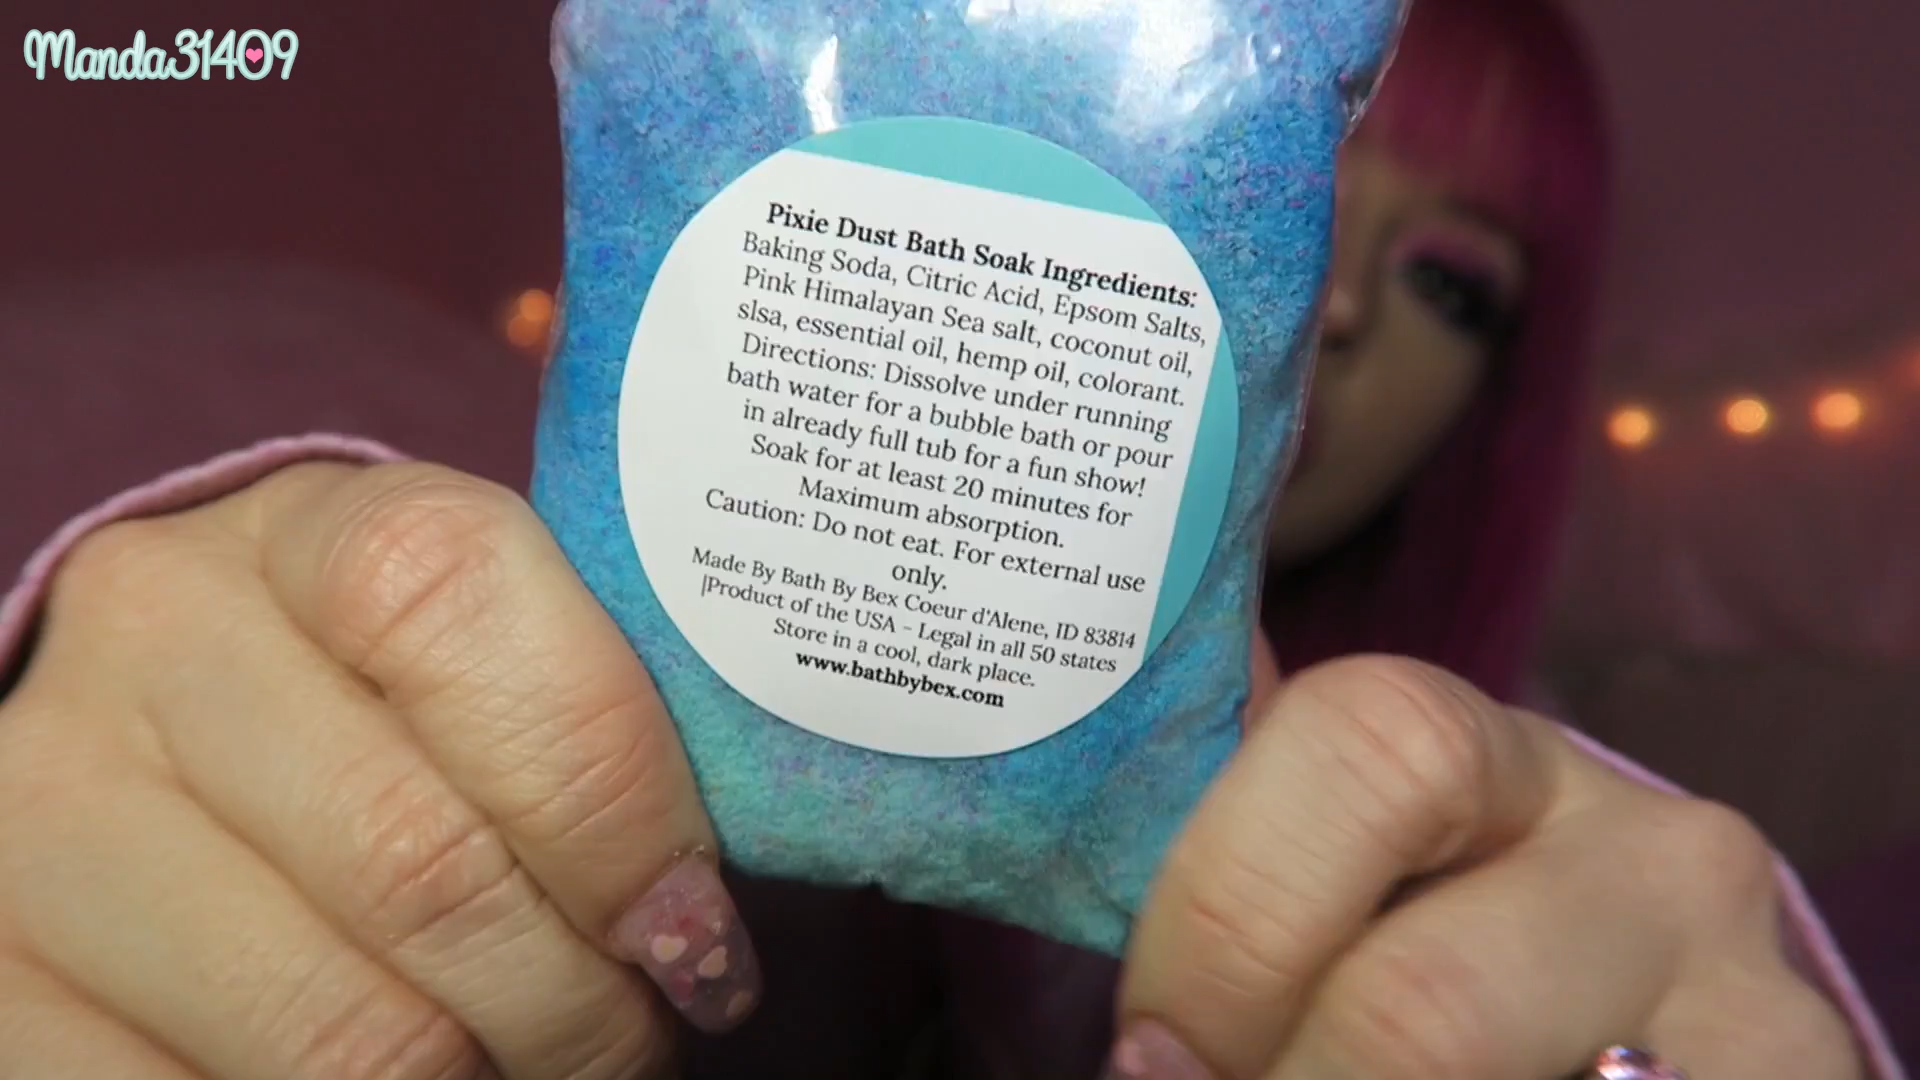 Manda31409
Pixie Dust Bath Soak Ingredients:
Baking Soda, Citric Acid, Epsom Salts,
Pink Himalayan Sea salt, coconut oil,
slsa, essential oil, hemp oil, colorant.
Directions: Dissolve under running
bath water for a bubble bath or pour
in already full tub for a fun show!
Soak for at least 20 minutes for
Maximum absorption.
Caution: Do not eat. For external use
only.
Made By Bath By Bex Coeur d'Alene, ID 83814
|Product of the USA - Legal in all 50 states
Store in a cool, dark place.
www.bathbybex.com